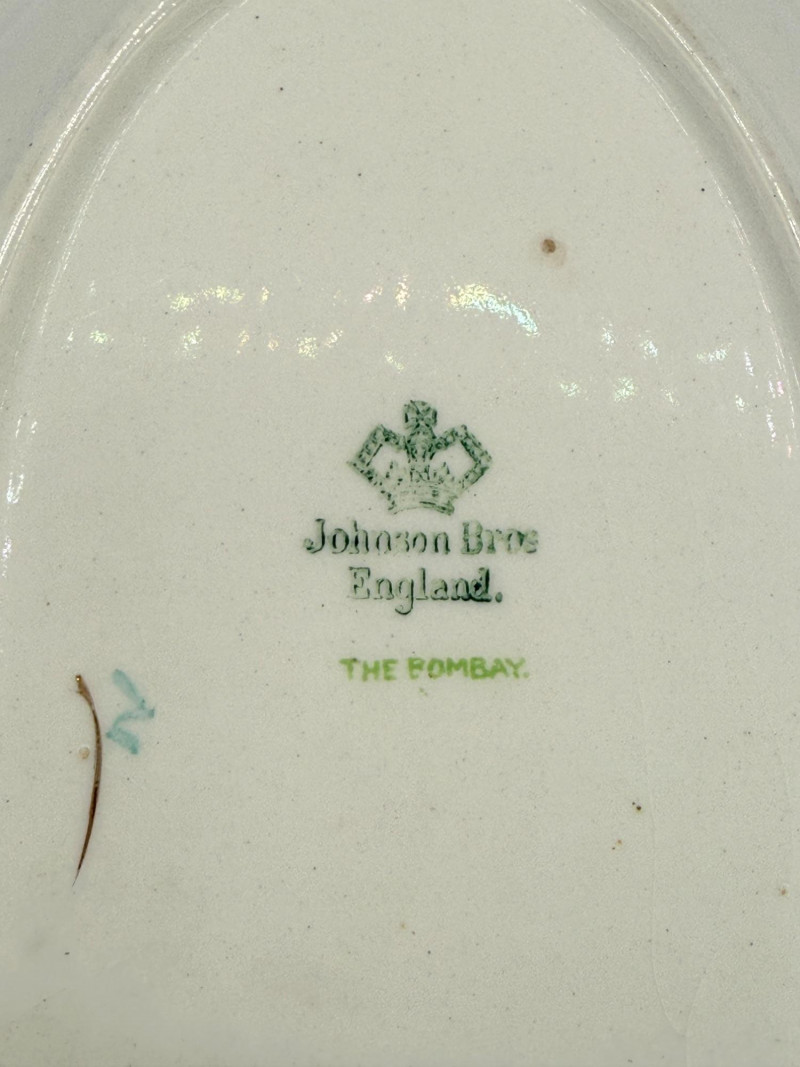 Johnson Bros
England.
THE BOMBAY.